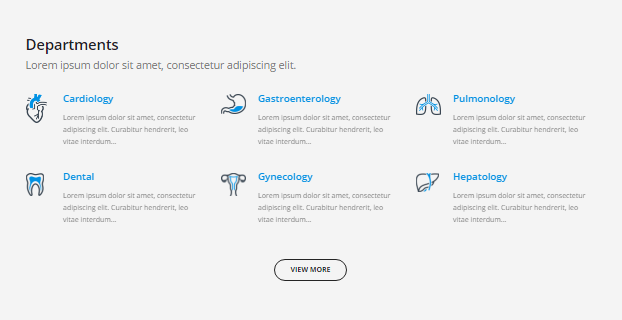 Departments
Lorem ipsum dolor sit amet, consectetur adipiscing elit.
Cardiology
Lorem ipsum dolor sit amet, consectetur
adipiscing elit. Curabitur hendrerit, leo
vitae interdum...
Gastroenterology
Lorem ipsum dolor sit amet, consectetur
adipiscing elit. Curabitur hendrerit, leo
vitae interdum...
Pulmonology
Lorem ipsum dolor sit amet, consectetur
adipiscing elit. Curabitur hendrerit, leo
vitae interdum...
Dental
Lorem ipsum dolor sit amet, consectetur
adipiscing elit. Curabitur hendrerit, leo
vitae interdum...
Gynecology
Lorem ipsum dolor sit amet, consectetur
adipiscing elit. Curabitur hendrerit, leo
vitae interdum...
Hepatology
Lorem ipsum dolor sit amet, consectetur
adipiscing elit. Curabitur hendrerit, leo
vitae interdum...
VIEW MORE